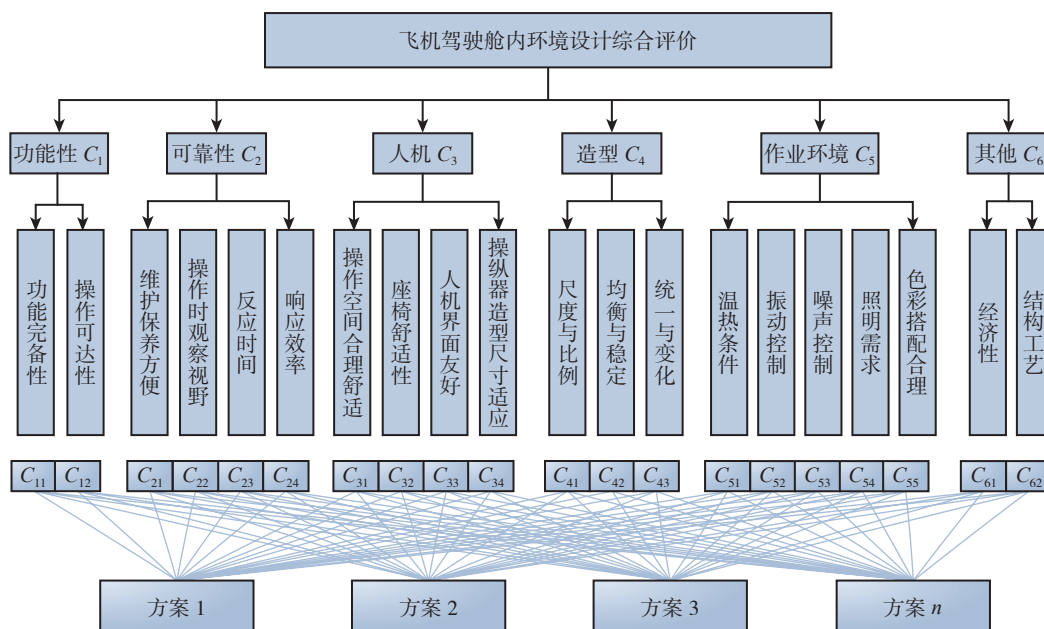 飞机驾驶舱内环境设计综合评价
功能性 C1
可靠性 C2
人机 C3
造型 C4
作业环境 C5
其他 C6
功能完备性
操作可达性
维护保养方便
操作时观察视野
反应时间
响应效率
操作空间合理舒适
座椅舒适性
人机界面友好
操纵器造型尺寸适应
尺度与比例
均衡与稳定
统一与变化
温热条件
振动控制
噪声控制
照明需求
色彩搭配合理
经济性
结构工艺
C11 C12 C21 C22 C23 C24 C31 C32 C33 C34 C41 C42 C43 C51 C52 C53 C54 C55 C61 C62
方案 1
方案 2
方案 3
方案 n